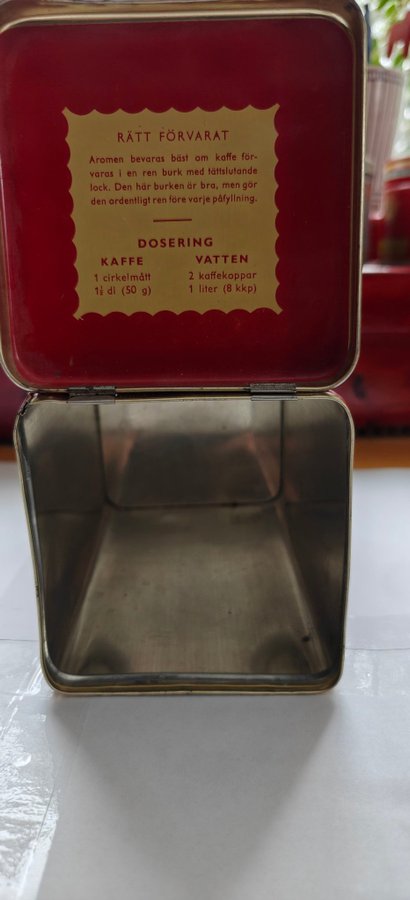 RÄTT FÖRVARAT
Aromen bevaras bäst om kaffe för-
varas i en ren burk med tättslutande
lock. Den här burken är bra, men gör
den ordentligt ren före varje påfyllning.
DOSERING
KAFFE VATTEN
1 cirkelmått 2 kaffekoppar
1½ dl (50 g) 1 liter (8 kkp)